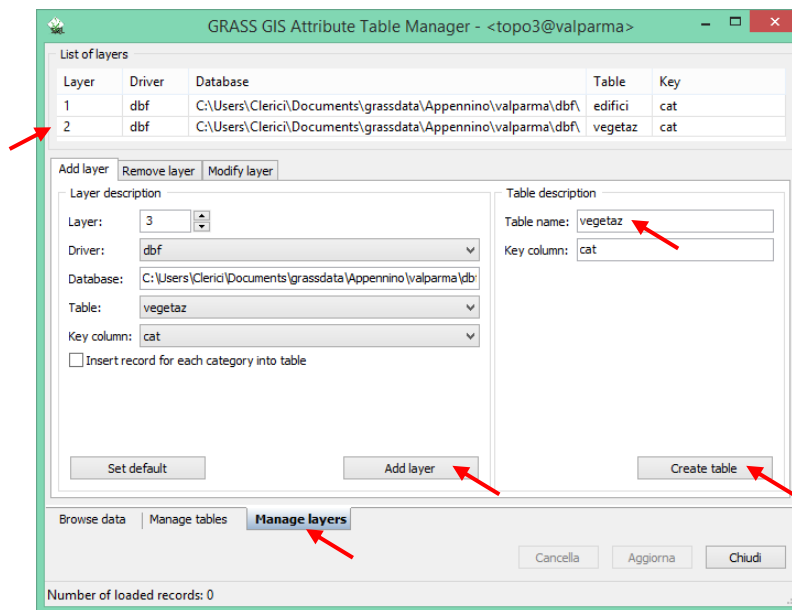 GRASS GIS Attribute Table Manager - <topo3@valparma>
List of layers
Layer Driver Database Table Key
1 dbf C:\Users\Clerici\Documents\grassdata\Appennino\valparma\dbf\ edifici cat
2 dbf C:\Users\Clerici\Documents\grassdata\Appennino\valparma\dbf\ vegetaz cat
Add layer Remove layer Modify layer
Layer description Table description
Layer: 3 Table name: vegetaz
Driver: dbf Key column: cat
Database: C:\Users\Clerici\Documents\grassdata\Appennino\valparma\db
Table: vegetaz
Key column: cat
Insert record for each category into table
Set default Add layer Create table
Browse data Manage tables Manage layers
Cancella Aggiorna Chiudi
Number of loaded records: 0